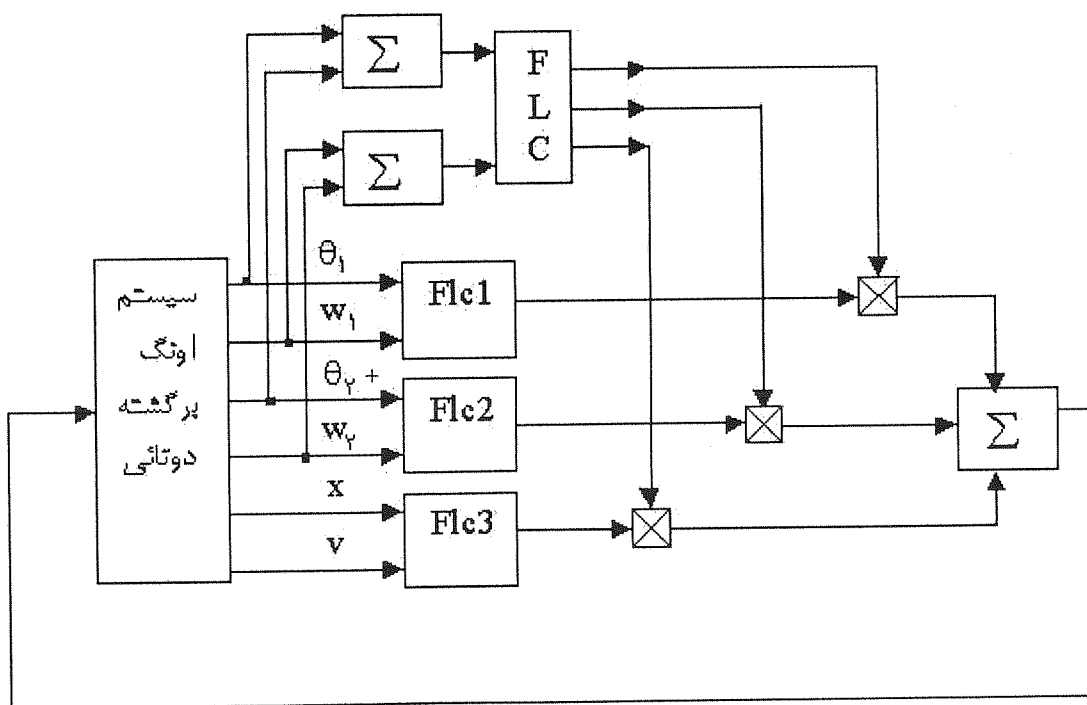 Σ
F
L
C
Σ
θ۱
Flc1
w۱
θ۲ +
Flc2
w۲
x
Flc3
v
سیستم
اونگ
برگشته
دوتائی
Σ